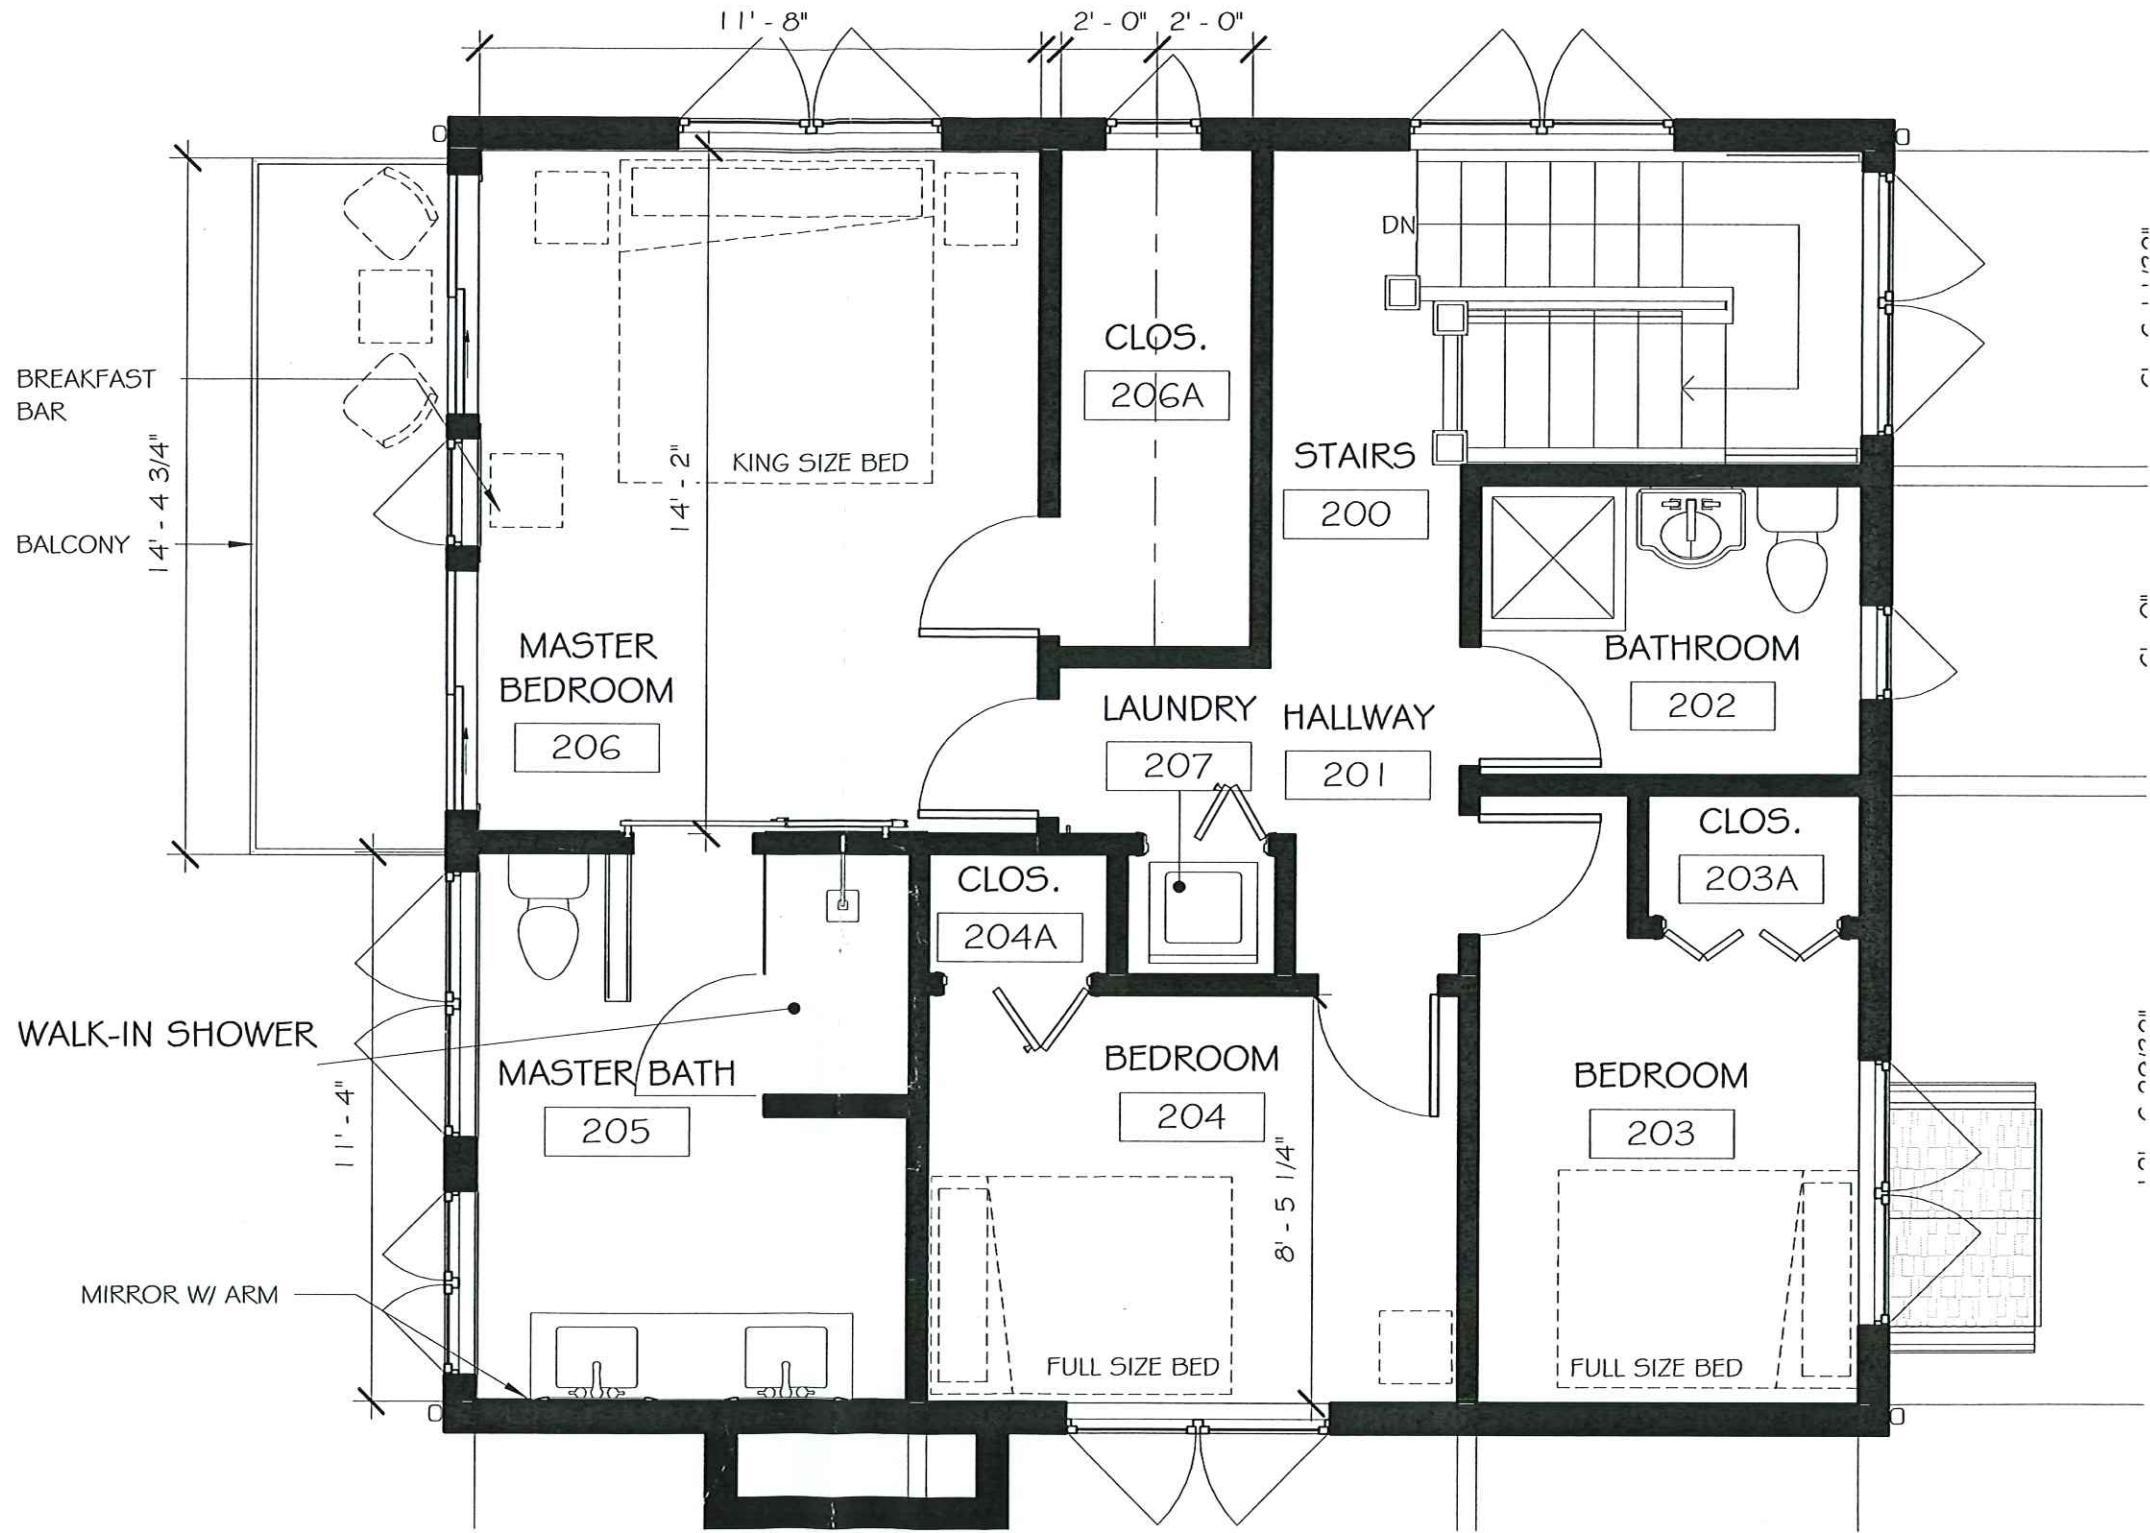 11' - 8"
2' - 0"
2' - 0"
DN
CLOS.
206A
BREAKFAST
BAR
14' - 4 3/4"
14' - 2"
KING SIZE BED
STAIRS
200
BALCONY
MASTER
BEDROOM
206
BATHROOM
202
LAUNDRY
207
HALLWAY
201
CLOS.
203A
CLOS.
204A
WALK-IN SHOWER
MASTER BATH
205
11' - 4"
BEDROOM
204
8' - 5 1/4"
BEDROOM
203
MIRROR W/ ARM
FULL SIZE BED
FULL SIZE BED